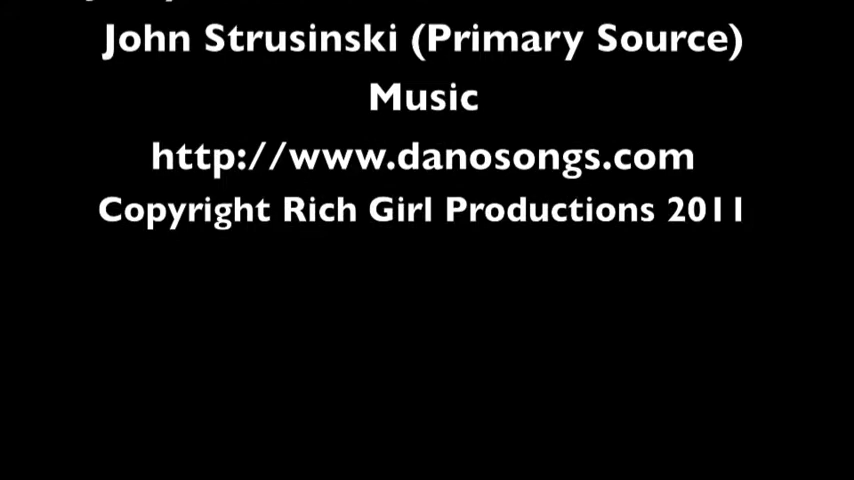 John Strusinski (Primary Source)
Music
http://www.danosongs.com
Copyright Rich Girl Productions 2011